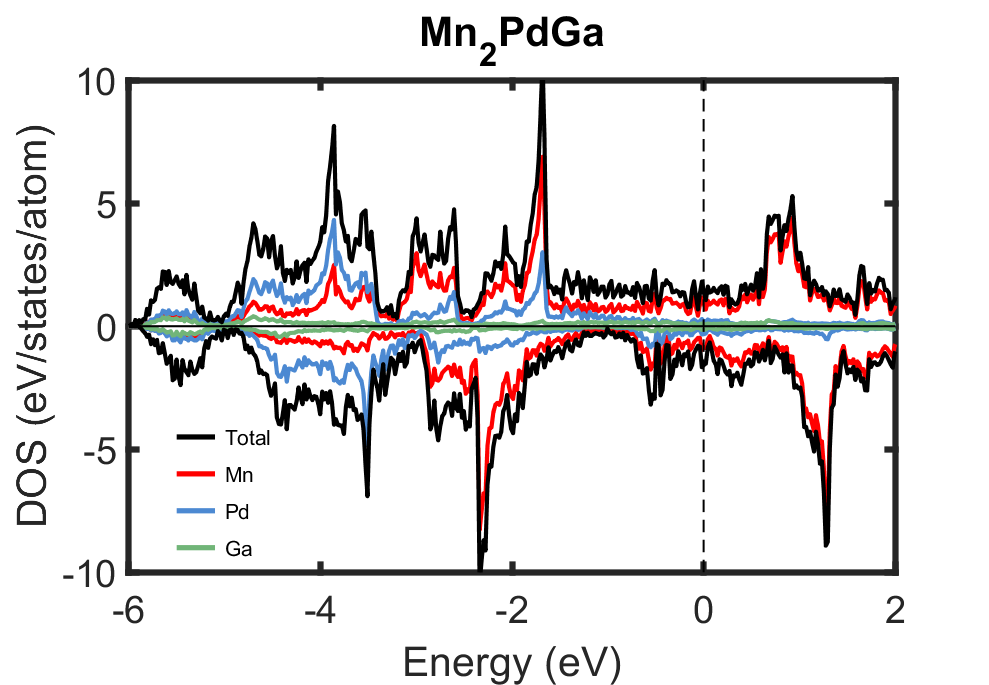 Mn2PdGa
DOS (eV/states/atom)
10
5
0
-5
-10
Total
Mn
Pd
Ga
-6 -4 -2 0 2
Energy (eV)